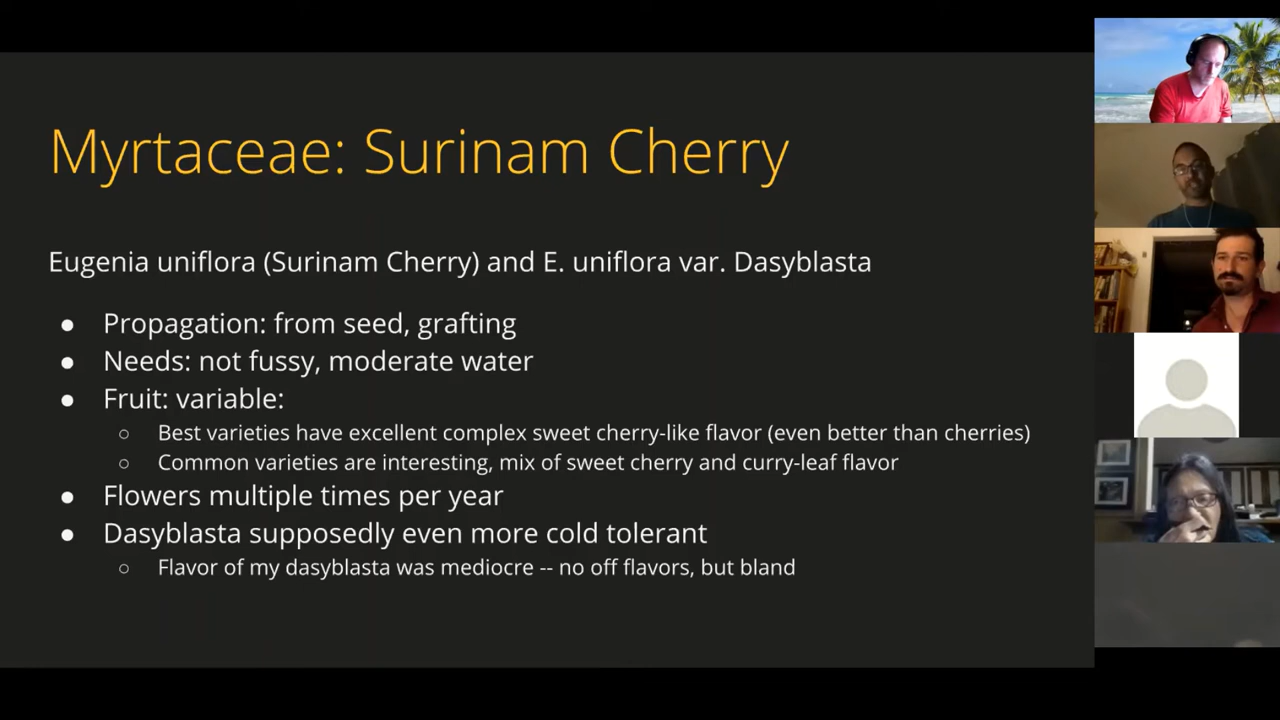 Myrtaceae: Surinam Cherry
Eugenia uniflora (Surinam Cherry) and E. uniflora var. Dasyblasta
● Propagation: from seed, grafting
● Needs: not fussy, moderate water
● Fruit: variable:
○ Best varieties have excellent complex sweet cherry-like flavor (even better than cherries)
○ Common varieties are interesting, mix of sweet cherry and curry-leaf flavor
● Flowers multiple times per year
● Dasyblasta supposedly even more cold tolerant
○ Flavor of my dasyblasta was mediocre -- no off flavors, but bland